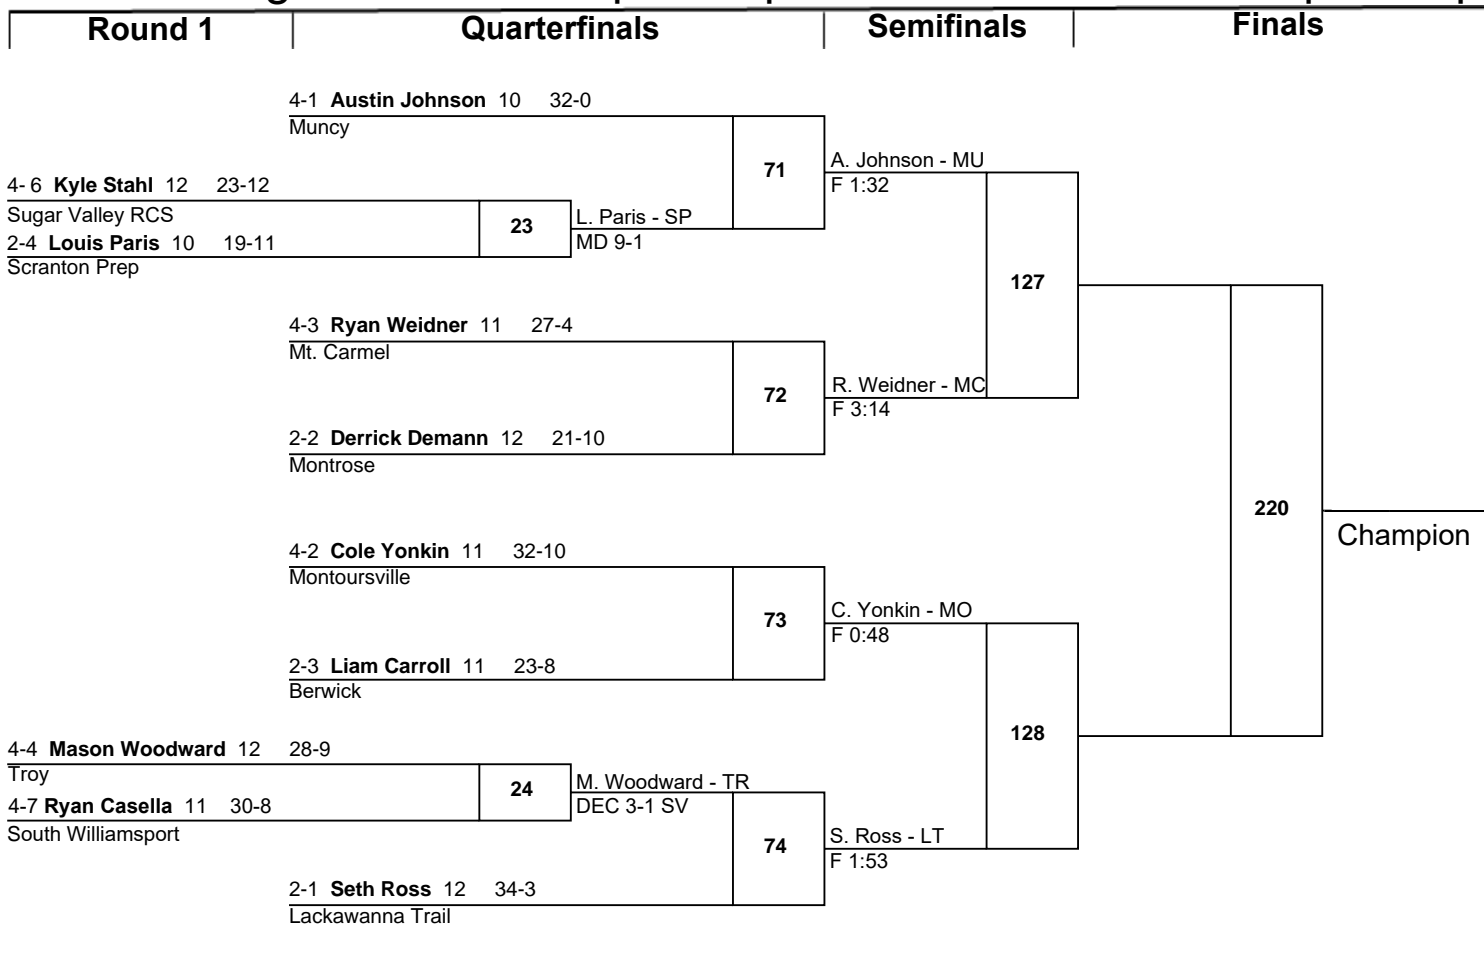 Round 1
Quarterfinals
Semifinals
Finals
4-1 Austin Johnson 10 32-0
Muncy
71
A. Johnson - MU
F 1:32
4- 6 Kyle Stahl 12 23-12
Sugar Valley RCS
23
L. Paris - SP
MD 9-1
2-4 Louis Paris 10 19-11
Scranton Prep
127
4-3 Ryan Weidner 11 27-4
Mt. Carmel
72
R. Weidner - MC
F 3:14
2-2 Derrick Demann 12 21-10
Montrose
220
Champion
4-2 Cole Yonkin 11 32-10
Montoursville
73
C. Yonkin - MO
F 0:48
2-3 Liam Carroll 11 23-8
Berwick
128
4-4 Mason Woodward 12 28-9
Troy
24
M. Woodward - TR
DEC 3-1 SV
4-7 Ryan Casella 11 30-8
South Williamsport
74
S. Ross - LT
F 1:53
2-1 Seth Ross 12 34-3
Lackawanna Trail